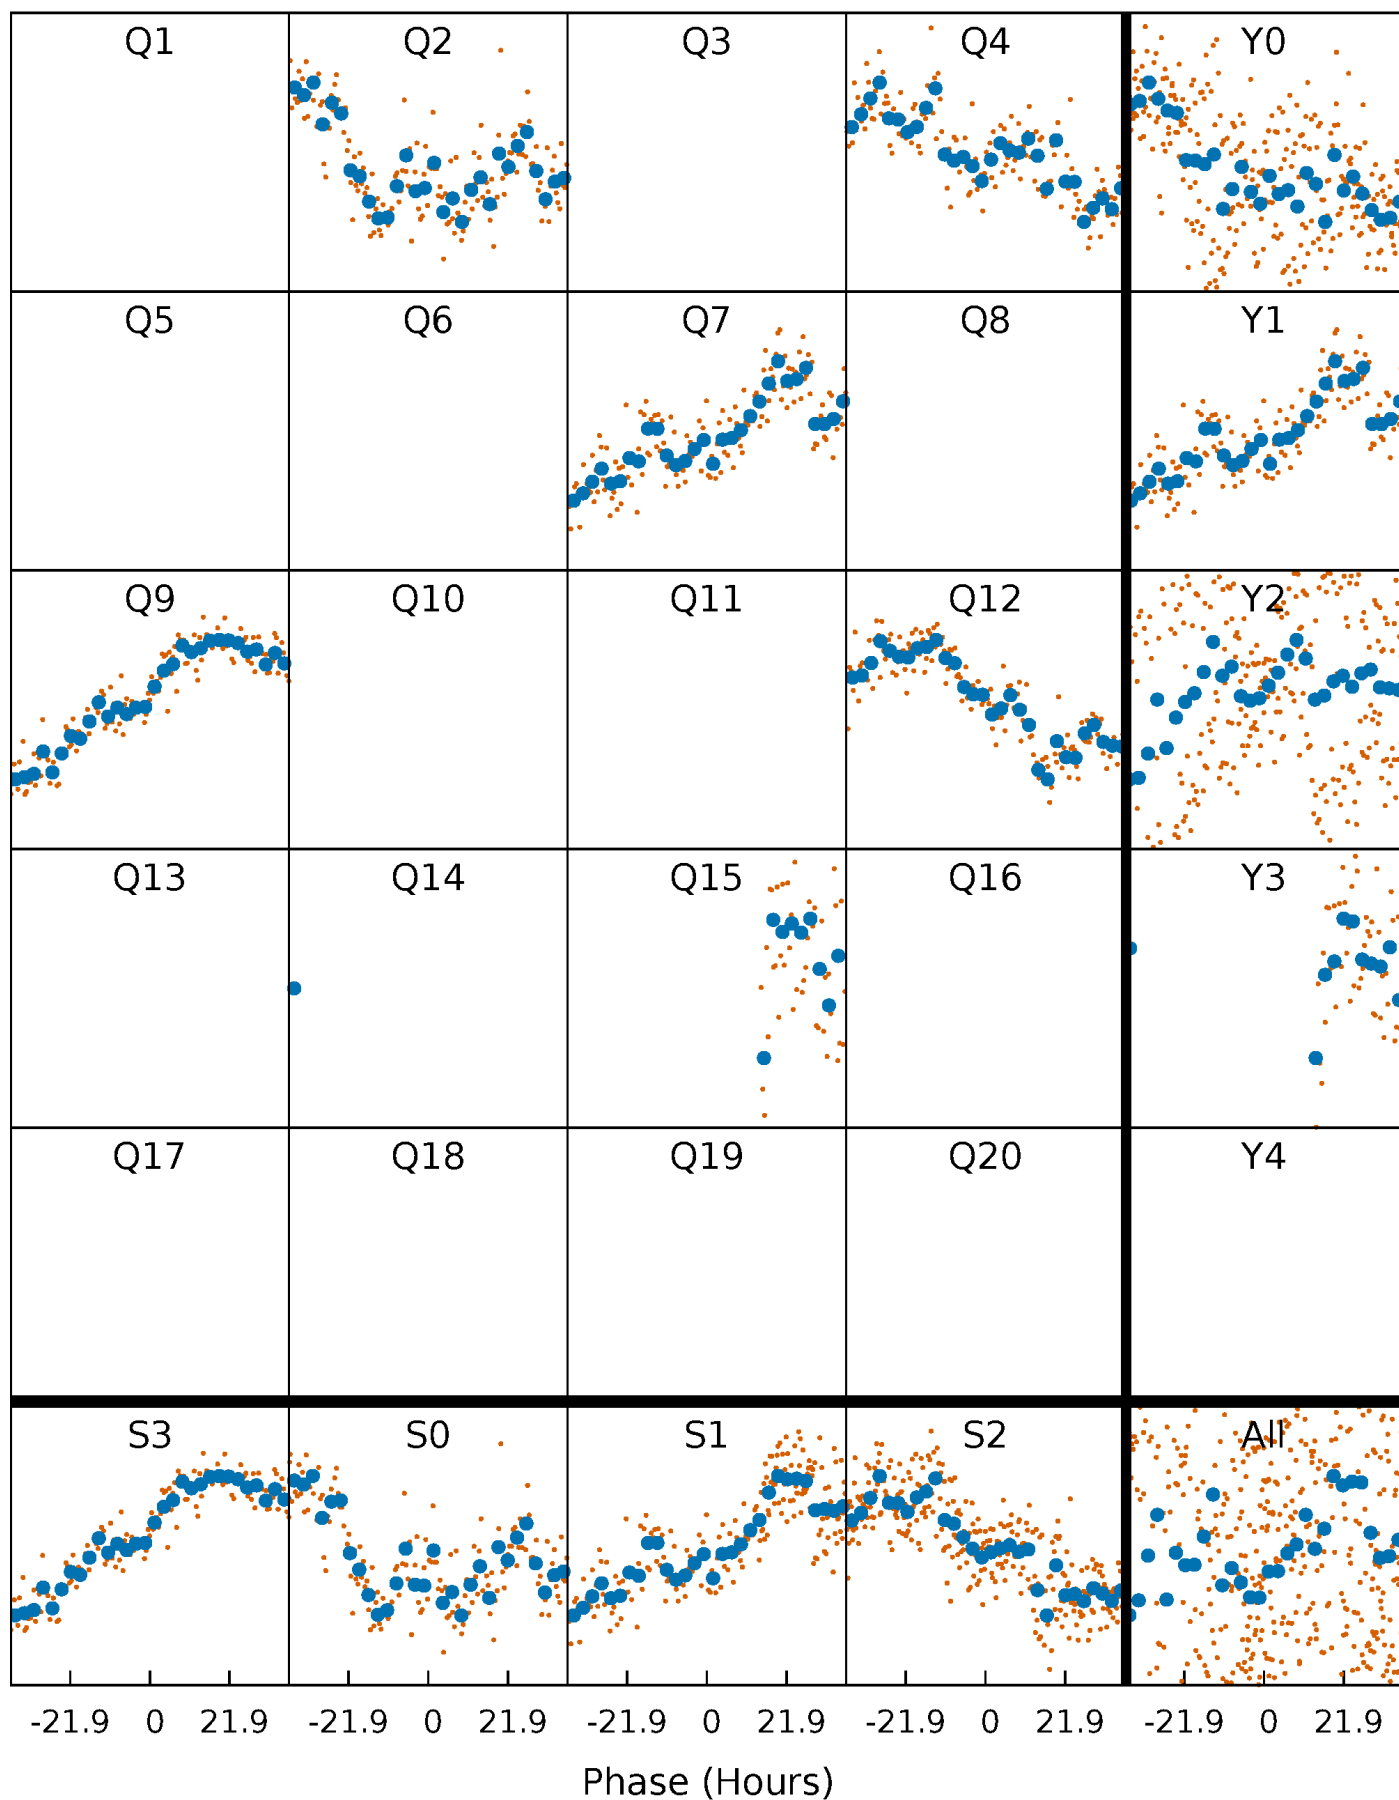 Q1 Q2 Q3 Q4 Y0
Q5 Q6 Q7 Q8 Y1
Q9 Q10 Q11 Q12 Y2
Q13 Q14 Q15 Q16 Y3
Q17 Q18 Q19 Q20 Y4
S3 S0 S1 S2 All
-21.9 0 21.9 -21.9 0 21.9 -21.9 0 21.9 -21.9 0 21.9 -21.9 0 21.9
Phase (Hours)